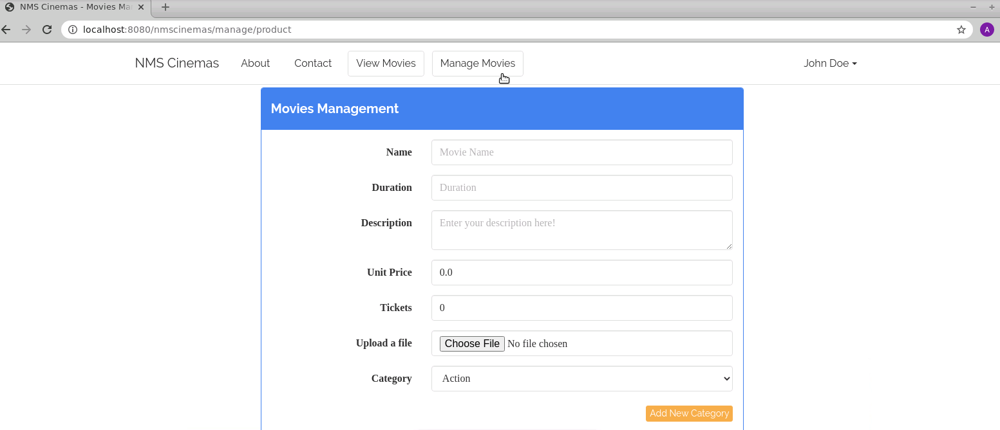 NMS Cinemas - Movies Ma
localhost:8080/nmscinemas/manage/product
A
NMS Cinemas About Contact View Movies Manage Movies John Doe
Movies Management
Name Movie Name
Duration Duration
Description Enter your description here!
Unit Price 0.0
Tickets 0
Upload a file Choose File No file chosen
Category Action
Add New Category